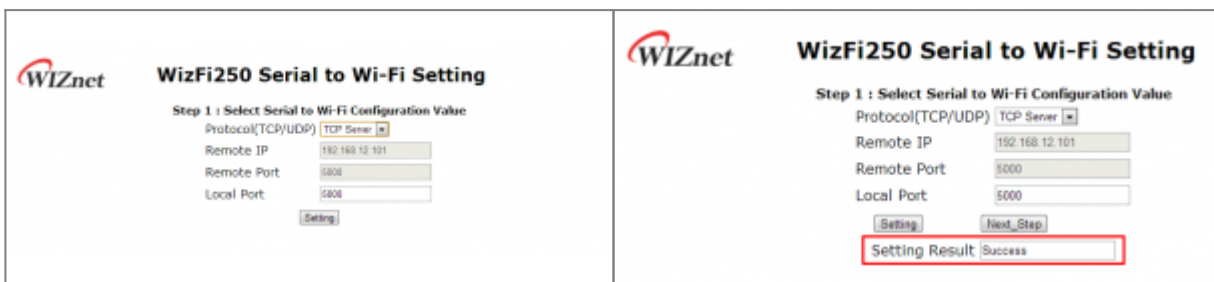 WIZnet
WizFi250 Serial to Wi-Fi Setting
Step 1 : Select Serial to Wi-Fi Configuration Value
Protocol(TCP/UDP) TCP Server
Remote IP 192.168.12.101
Remote Port 5000
Local Port 5000
Setting
WIZnet
WizFi250 Serial to Wi-Fi Setting
Step 1 : Select Serial to Wi-Fi Configuration Value
Protocol(TCP/UDP) TCP Server
Remote IP 192.168.12.101
Remote Port 5000
Local Port 5000
Setting Next_Step
Setting Result Success